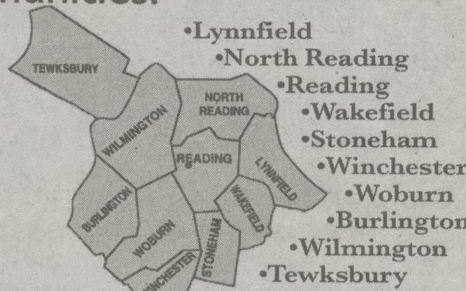 •Lynnfield
•North Reading
•Reading
•Wakefield
•Stoneham
•Winchester
•Woburn
•Burlington
•Wilmington
•Tewksbury
TEWKSBURY
WILMINGTON
NORTH
READING
READING
LYNNFIELD
WAKEFIELD
BURLINGTON
WOBURN
STONEHAM
WINCHESTER